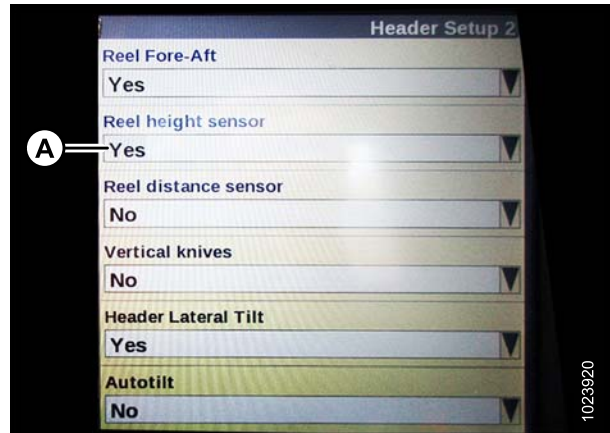 Header Setup 2
Reel Fore-Aft
Yes
Reel height sensor
A
Yes
Reel distance sensor
No
Vertical knives
No
Header Lateral Tilt
Yes
Autotilt
No
1023920